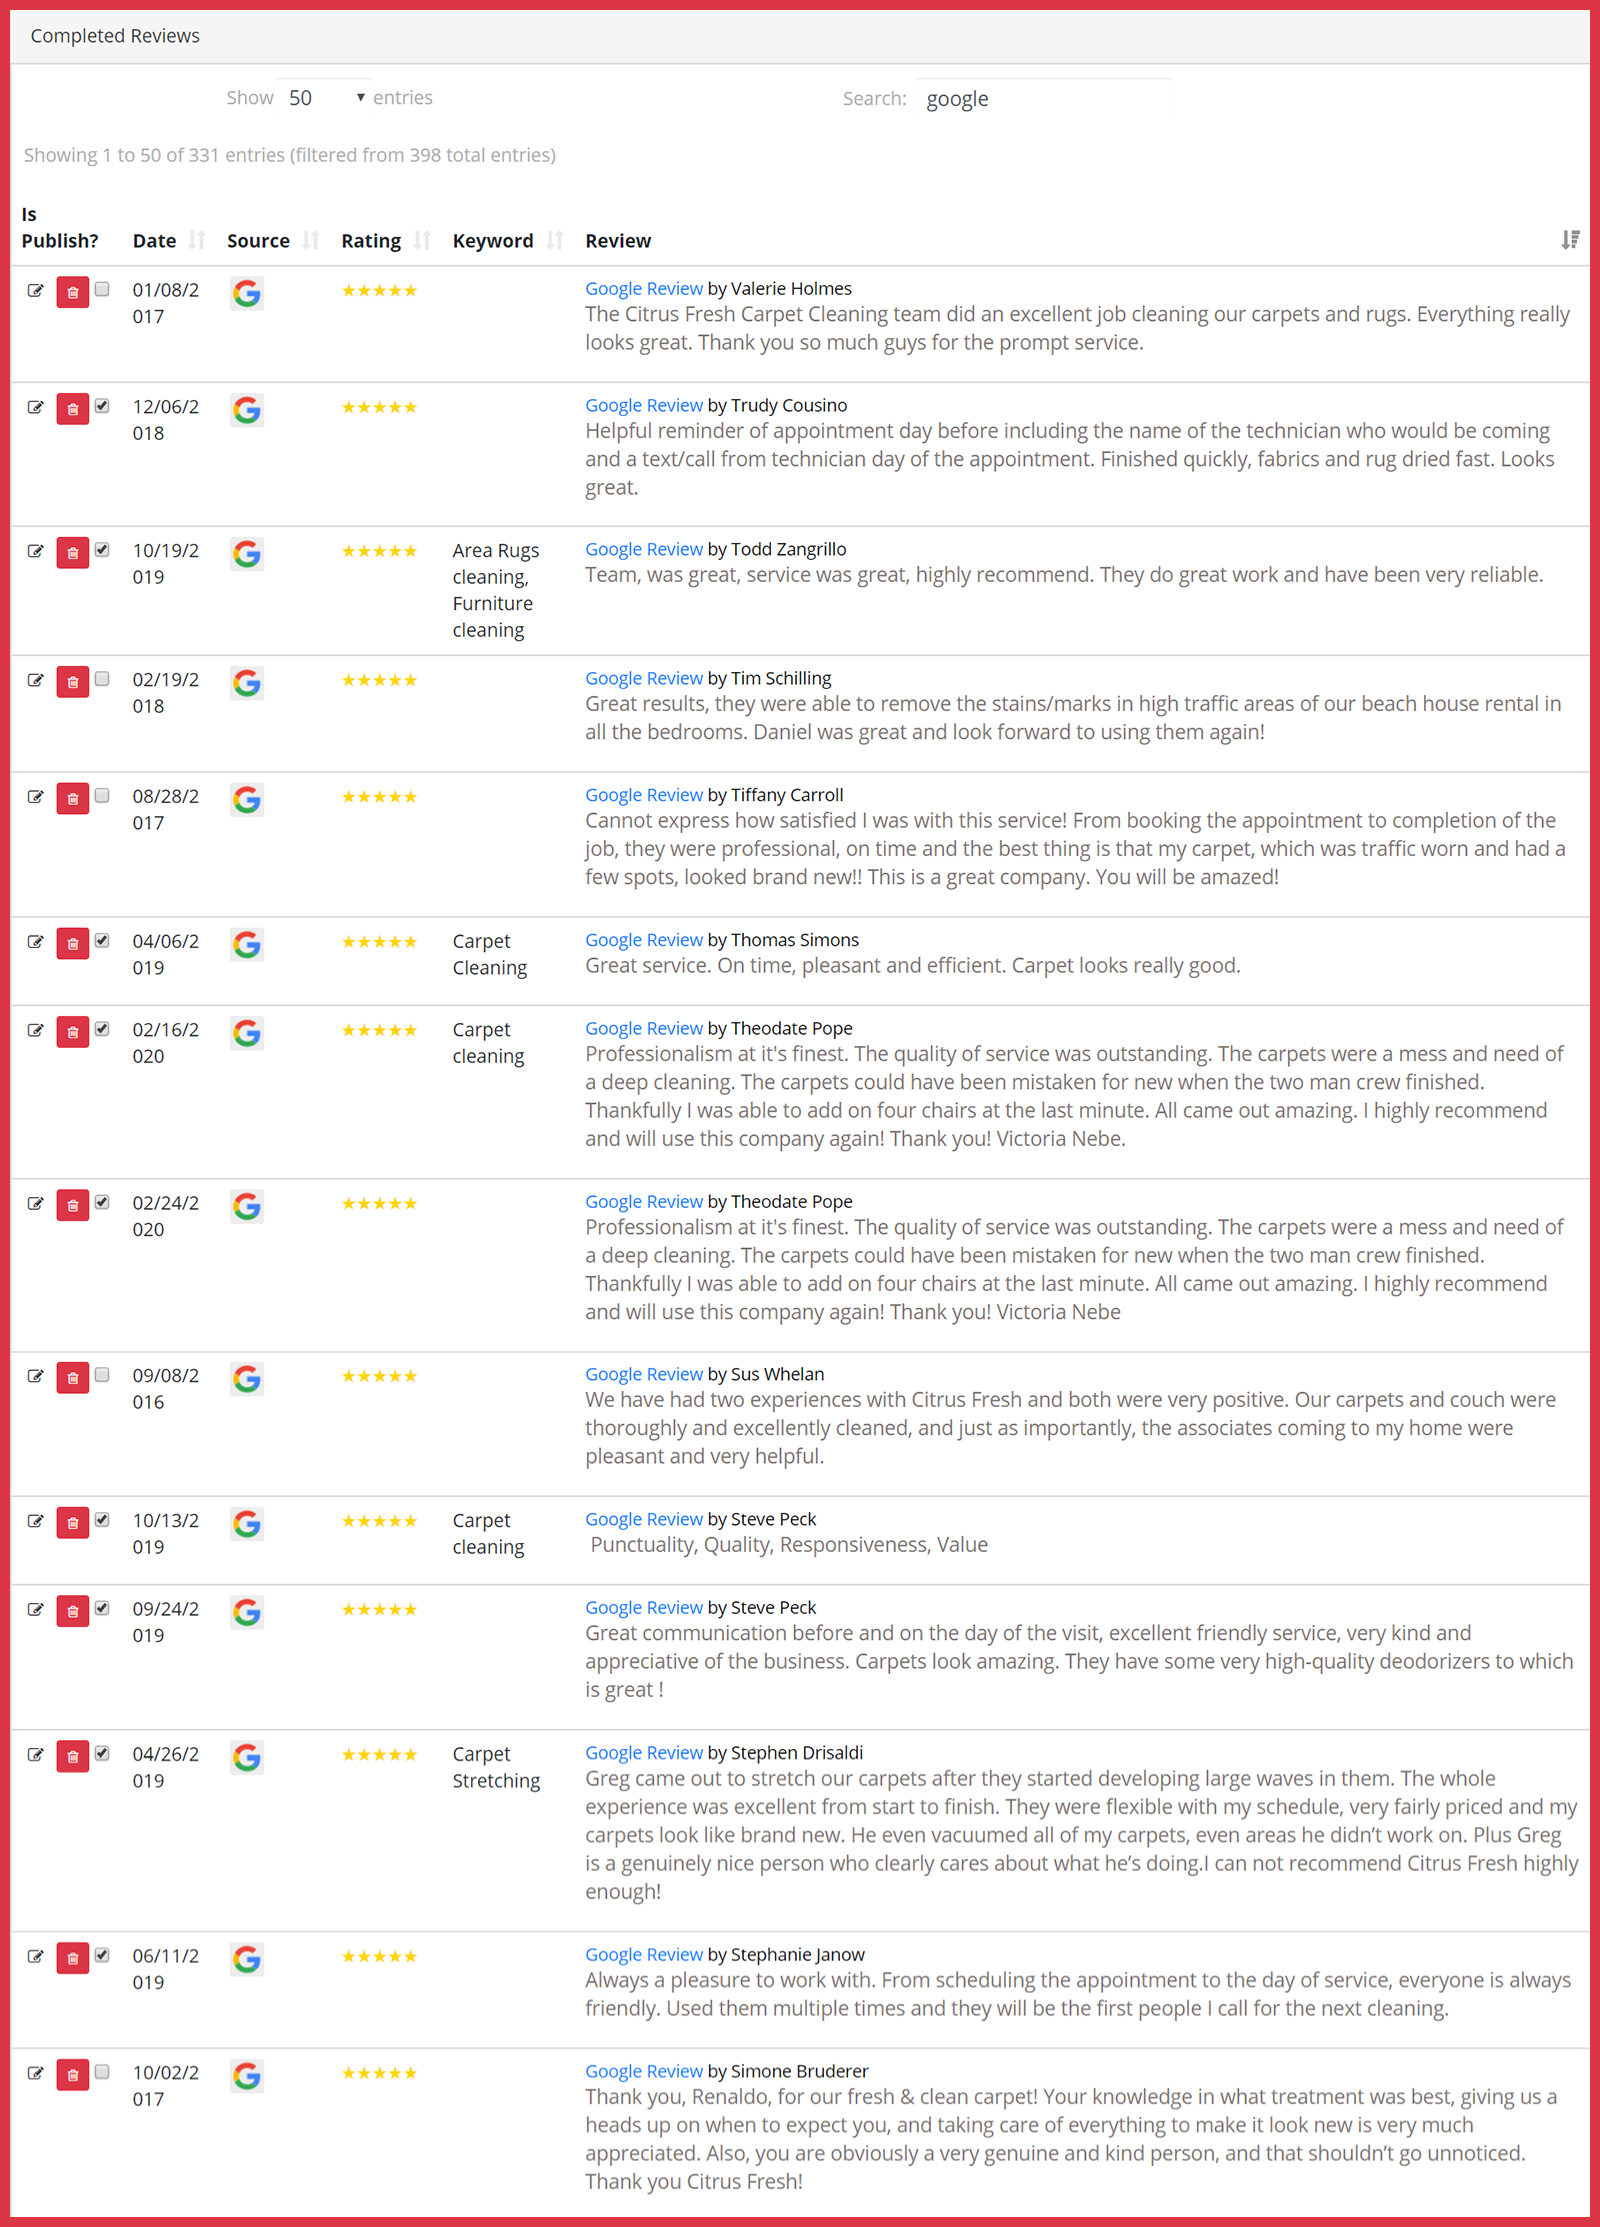 Completed Reviews
Show 50 entries Search: google
Showing 1 to 50 of 331 entries (filtered from 398 total entries)
Is
Publish? Date Source Rating Keyword Review
01/08/2
017
Google Review by Valerie Holmes
The Citrus Fresh Carpet Cleaning team did an excellent job cleaning our carpets and rugs. Everything really
looks great. Thank you so much guys for the prompt service.
12/06/2
018
Google Review by Trudy Cousino
Helpful reminder of appointment day before including the name of the technician who would be coming
and a text/call from technician day of the appointment. Finished quickly, fabrics and rug dried fast. Looks
great.
10/19/2
019
Area Rugs
cleaning,
Furniture
cleaning
Google Review by Todd Zangrillo
Team, was great, service was great, highly recommend. They do great work and have been very reliable.
02/19/2
018
Google Review by Tim Schilling
Great results, they were able to remove the stains/marks in high traffic areas of our beach house rental in
all the bedrooms. Daniel was great and look forward to using them again!
08/28/2
017
Google Review by Tiffany Carroll
Cannot express how satisfied I was with this service! From booking the appointment to completion of the
job, they were professional, on time and the best thing is that my carpet, which was traffic worn and had a
few spots, looked brand new!! This is a great company. You will be amazed!
04/06/2
019
Carpet
Cleaning
Google Review by Thomas Simons
Great service. On time, pleasant and efficient. Carpet looks really good.
02/16/2
020
Carpet
cleaning
Google Review by Theodate Pope
Professionalism at it's finest. The quality of service was outstanding. The carpets were a mess and need of
a deep cleaning. The carpets could have been mistaken for new when the two man crew finished.
Thankfully I was able to add on four chairs at the last minute. All came out amazing. I highly recommend
and will use this company again! Thank you! Victoria Nebe.
02/24/2
020
Google Review by Theodate Pope
Professionalism at it's finest. The quality of service was outstanding. The carpets were a mess and need of
a deep cleaning. The carpets could have been mistaken for new when the two man crew finished.
Thankfully I was able to add on four chairs at the last minute. All came out amazing. I highly recommend
and will use this company again! Thank you! Victoria Nebe
09/08/2
016
Google Review by Sus Whelan
We have had two experiences with Citrus Fresh and both were very positive. Our carpets and couch were
thoroughly and excellently cleaned, and just as importantly, the associates coming to my home were
pleasant and very helpful.
10/13/2
019
Carpet
cleaning
Google Review by Steve Peck
Punctuality, Quality, Responsiveness, Value
09/24/2
019
Google Review by Steve Peck
Great communication before and on the day of the visit, excellent friendly service, very kind and
appreciative of the business. Carpets look amazing. They have some very high-quality deodorizers to which
is great !
04/26/2
019
Carpet
Stretching
Google Review by Stephen Drisaldi
Greg came out to stretch our carpets after they started developing large waves in them. The whole
experience was excellent from start to finish. They were flexible with my schedule, very fairly priced and my
carpets look like brand new. He even vacuumed all of my carpets, even areas he didn’t work on. Plus Greg
is a genuinely nice person who clearly cares about what he’s doing.I can not recommend Citrus Fresh highly
enough!
06/11/2
019
Google Review by Stephanie Janow
Always a pleasure to work with. From scheduling the appointment to the day of service, everyone is always
friendly. Used them multiple times and they will be the first people I call for the next cleaning.
10/02/2
017
Google Review by Simone Bruderer
Thank you, Renaldo, for our fresh & clean carpet! Your knowledge in what treatment was best, giving us a
heads up on when to expect you, and taking care of everything to make it look new is very much
appreciated. Also, you are obviously a very genuine and kind person, and that shouldn’t go unnoticed.
Thank you Citrus Fresh!